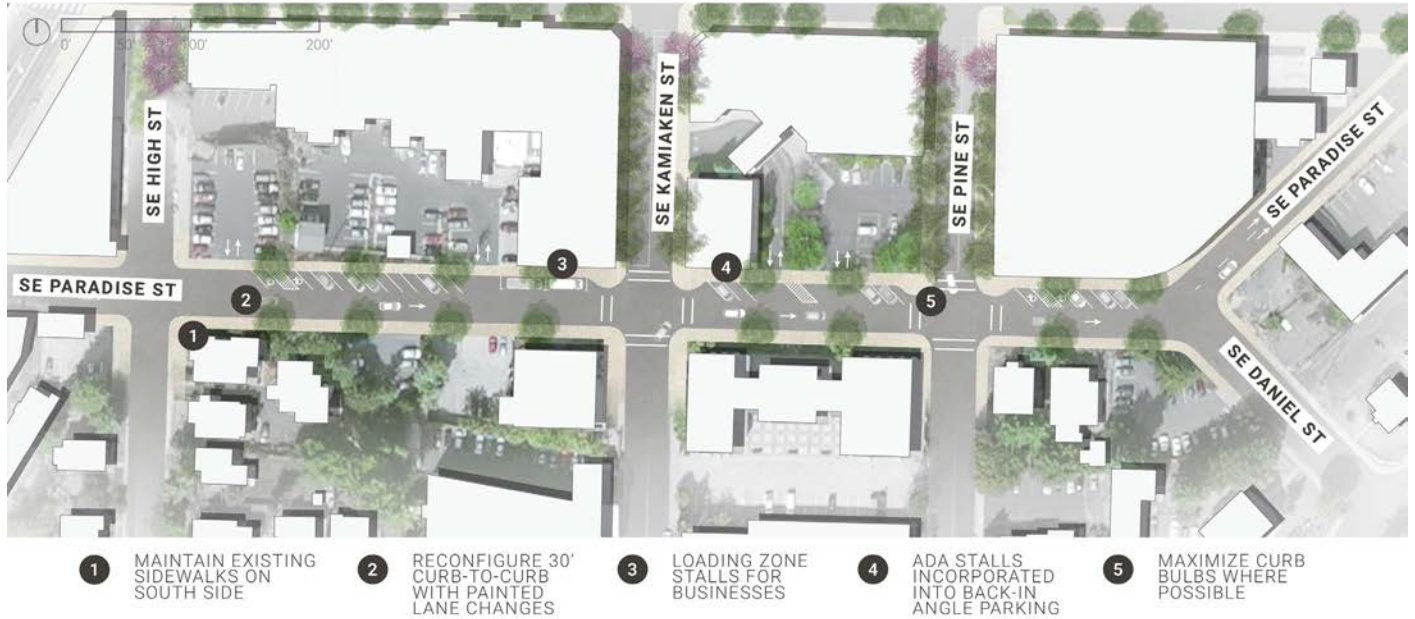 0' 50' 100' 200'
SE HIGH ST
SE KAMIAKEN ST
SE PINE ST
SE PARADISE ST
SE PARADISE ST
SE DANIEL ST
3
4
2
5
1
1 MAINTAIN EXISTING
SIDEWALKS ON
SOUTH SIDE
2 RECONFIGURE 30'
CURB-TO-CURB
WITH PAINTED
LANE CHANGES
3 LOADING ZONE
STALLS FOR
BUSINESSES
4 ADA STALLS
INCORPORATED
INTO BACK-IN
ANGLE PARKING
5 MAXIMIZE CURB
BULBS WHERE
POSSIBLE